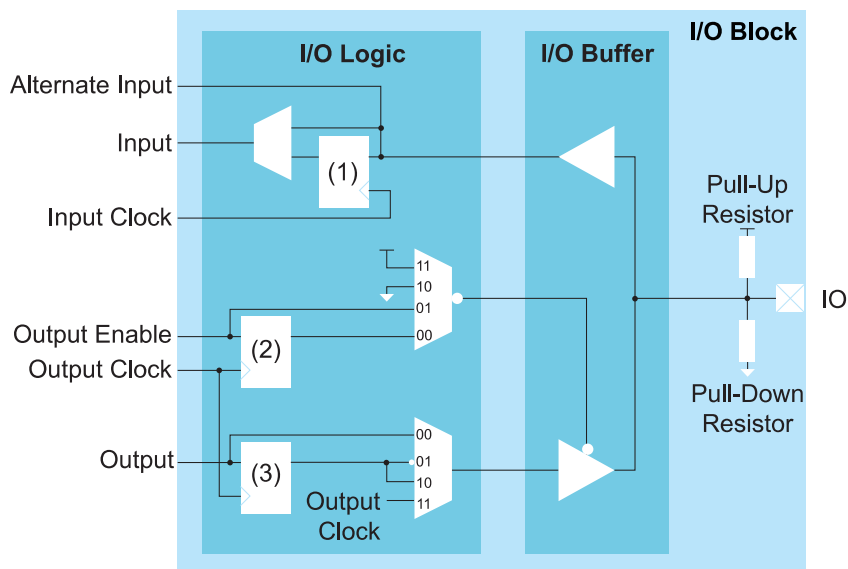 I/O Block
I/O Logic
I/O Buffer
Alternate Input
Input
(1)
Input Clock
Pull-Up
Resistor
11
10
01
00
IO
Output Enable
(2)
Output Clock
Pull-Down
Resistor
00
01
10
11
Output
(3)
Output
Clock